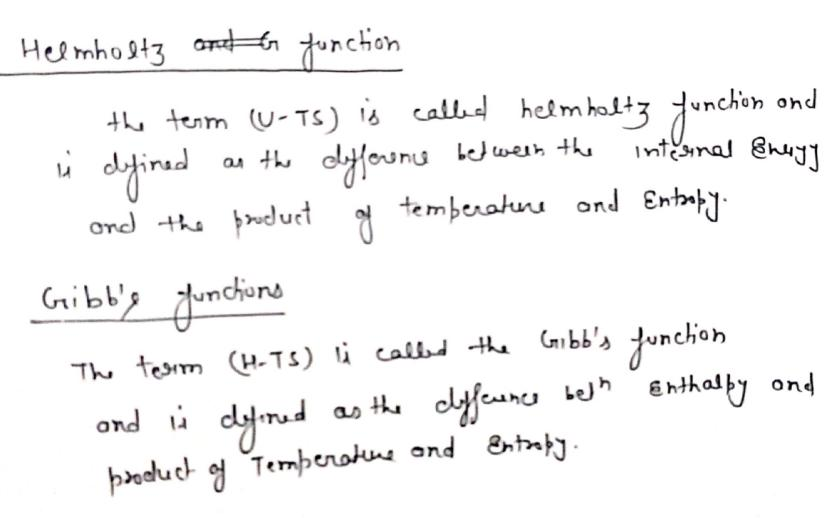 Helmholtz and G function
the term (U-TS) is called helmholtz function and
is defined as the difference between the internal Energy
and the product of temperature and Entropy.
Gibb's functions
The term (H-TS) is called the Gibb's function
and is defined as the difference betn Enthalpy and
product of Temperature and Entropy.